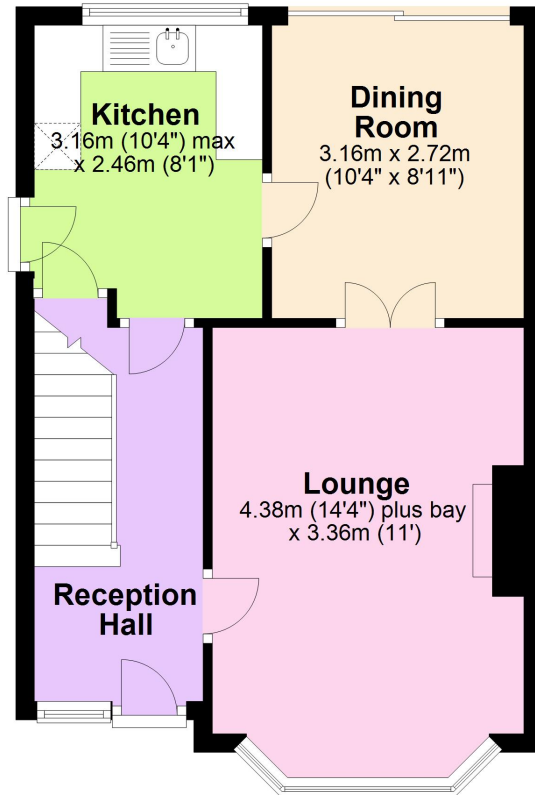 Kitchen
3.16m (10'4") max
x 2.46m (8'1")
Dining
Room
3.16m x 2.72m
(10'4" x 8'11")
Lounge
4.38m (14'4") plus bay
x 3.36m (11')
Reception
Hall